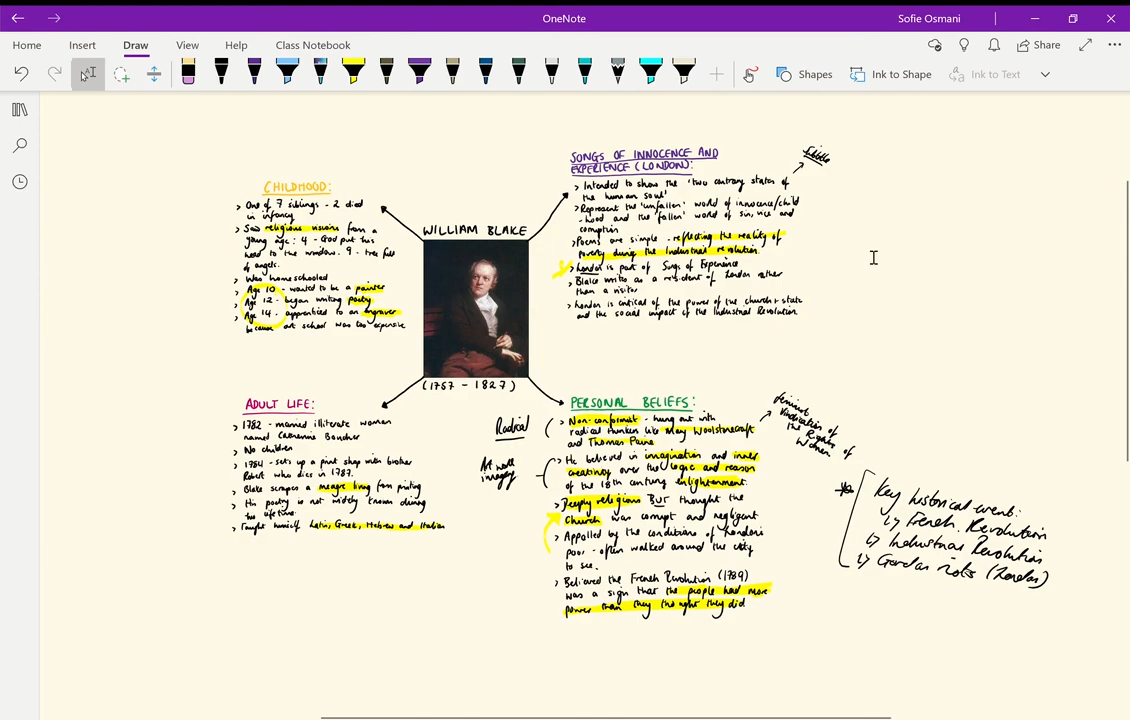 OneNote
Sofie Osmani
Home
Insert
Draw
View
Help
Class Notebook
Share
Shapes
Ink to Shape
Ink to Text
CHILDHOOD:
> One of 7 siblings - 2 died
in infancy
> Saw religious visions from a
young age: 4 - God put his
head to the window. 9 - tree full
of angels.
> Was homeschooled
> Age 10 - wanted to be a painter
> Age 12 - began writing poetry
> Age 14 - apprenticed to an engraver
because art school was too expensive
WILLIAM BLAKE
(1757 - 1827)
SONGS OF INNOCENCE AND
EXPERIENCE (LONDON):
> Intended to show the 'two contrary states of
the human soul'
> Represent the 'unfallen' world of innocence/child
-hood and the 'fallen' world of sin, vice and
corruption
> Poems are simple - reflecting the reality of
poverty during the industrial revolution.
> London is part of Songs of Experience
> Blake writes as a resident of London rather
than a visitor
> London is critical of the power of the church + state
and the social impact of the Industrial Revolution.
ADULT LIFE:
> 1782 - married illiterate woman
named Catherine Boucher
> No children
> 1784 - sets up a print shop with brother
Robert who dies in 1787.
> Blake scrapes a meagre living from printing
> His poetry is not widely known during
his lifetime.
> Taught himself Latin, Greek, Hebrew and Italian
PERSONAL BELIEFS:
Radical
> Non-conformist - hung out with
radical thinkers like Mary Woolstonecraft
and Thomas Paine
feminist
Vindication of
the Rights of
Women
> He believed in imagination and inner
creativity over the logic and reason
of the 18th century enlightenment.
imagery
> Deeply religious BUT thought the
Church was corrupt and negligent
> Appalled by the conditions of London's
poor - often walked around the city
to see.
> Believed the French Revolution (1789)
was a sign that the people had more
power than they thought they did
Key historical events:
↳ French Revolution
↳ Industrial Revolution
↳ Gordon riots (London)